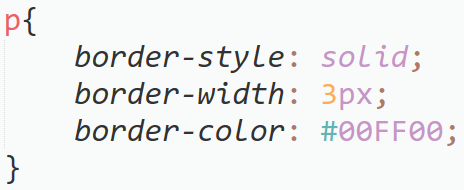 p{
    border-style: solid;
    border-width: 3px;
    border-color: #00FF00;
}